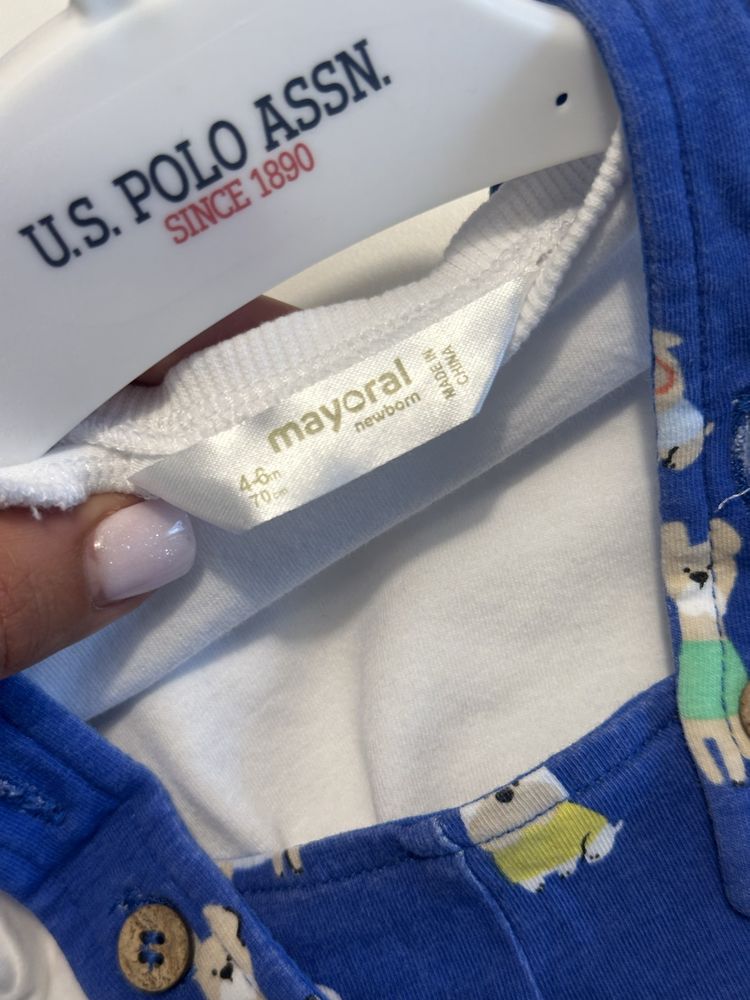 U.S. POLO ASSN.
SINCE 1890
mayoral
newborn
MADE IN
CHINA
4-6m
70cm